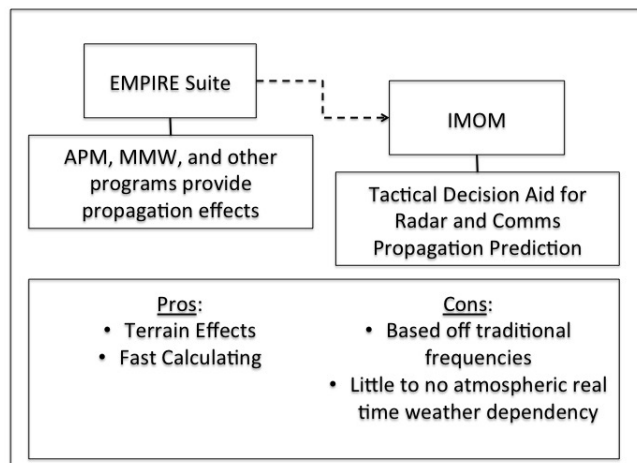 EMPIRE Suite
IMOM
APM, MMW, and other
programs provide
propagation effects
Tactical Decision Aid for
Radar and Comms
Propagation Prediction
Pros:
• Terrain Effects
• Fast Calculating
Cons:
• Based off traditional
frequencies
• Little to no atmospheric real
time weather dependency